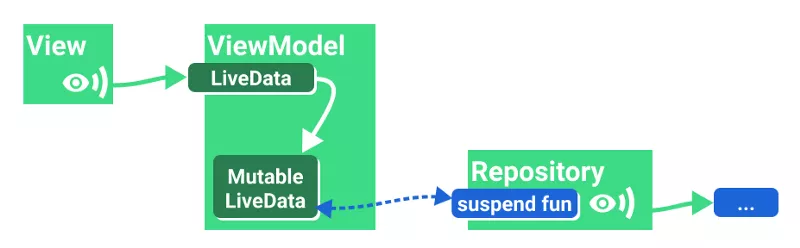 View
ViewModel
LiveData
Mutable
LiveData
Repository
suspend fun
...